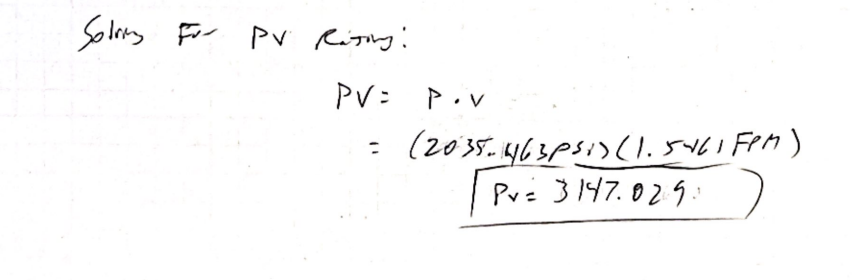 Solving For PV Rating:
PV = P · V
= (2035.463 psi)(1.5461 FPM)
PV = 3147.029